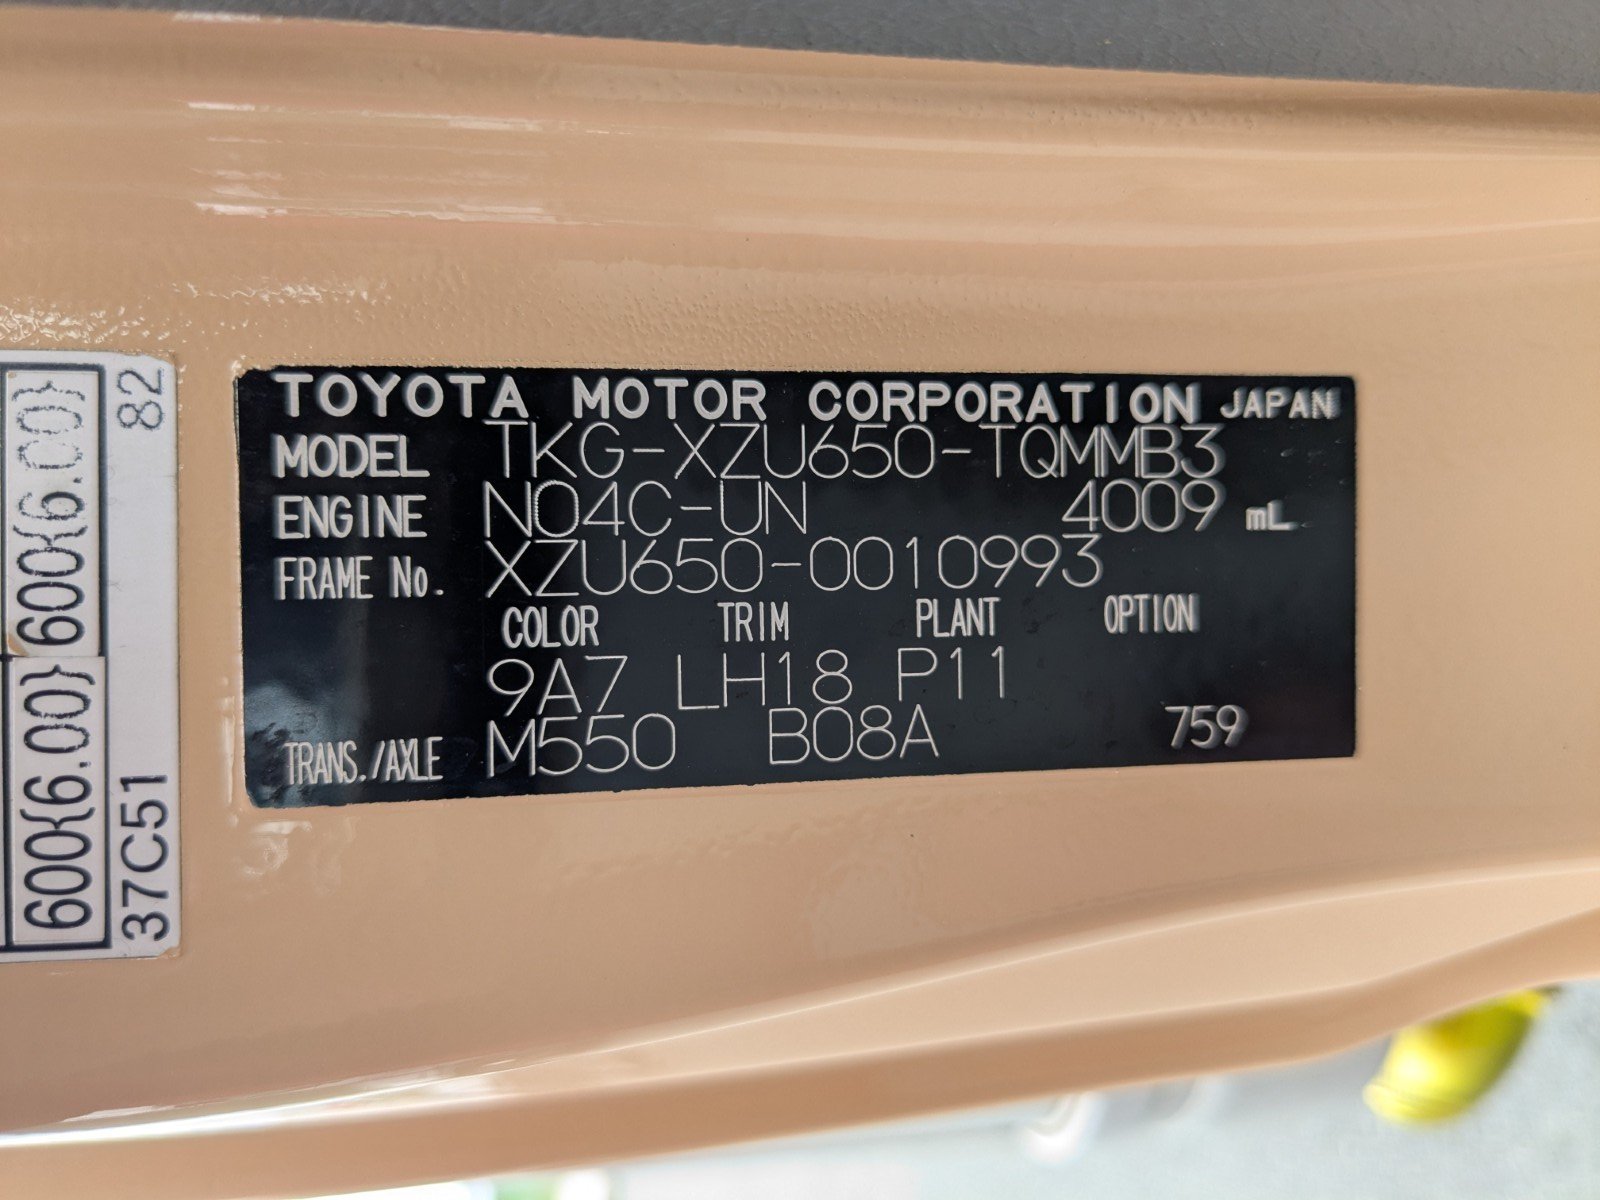 TOYOTA MOTOR CORPORATION JAPAN
MODEL TKG-XZU650-TQMMB3
ENGINE N04C-UN 4009 mL
FRAME No. XZU650-0010993
COLOR TRIM PLANT OPTION
9A7 LH18 P11
TRANS./AXLE M550 B08A 759
600{6.00} 600{6.00}
37C51 82